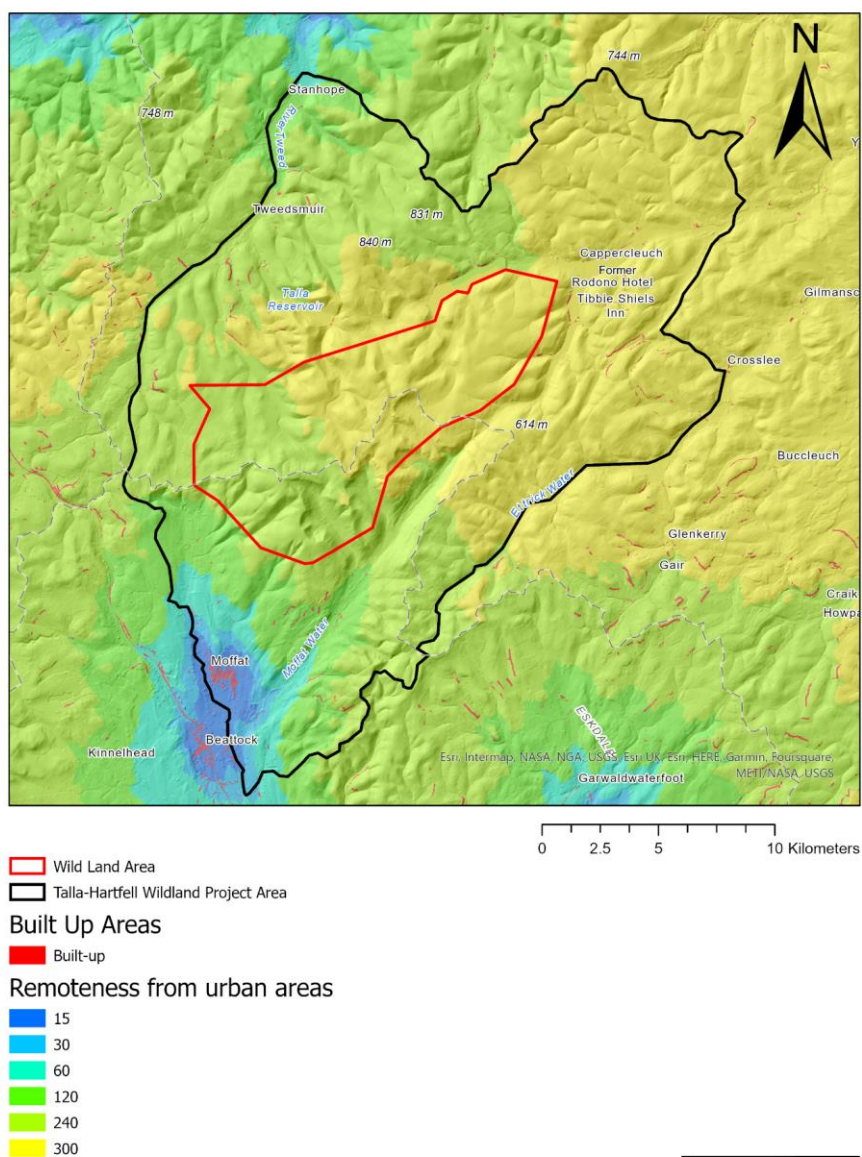 744 m
N
748 m
Stanhope
River Tweed
Y
Tweedsmuir
831 m
840 m
Cappercleuch
Former
Rodono Hotel
Talla
Reservoir
Tibbie Shiels
Inn
Gilmansc
Crosslee
614 m
Buccleuch
Ettrick Water
Glenkerry
Gair
Craik
Howpa
Moffat Water
Moffat
Beattock
Kinnelhead
ESKDALE
Esri, Intermap, NASA, NGA, USGS, Esri UK, Esri, HERE, Garmin, Foursquare,
METI/NASA, USGS
Garwaldwaterfoot
0 2.5 5 10 Kilometers
Wild Land Area
Talla-Hartfell Wildland Project Area
Built Up Areas
Built-up
Remoteness from urban areas
15
30
60
120
240
300